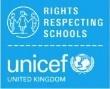 RIGHTS
RESPECTING
SCHOOLS
unicef
UNITED KINGDOM